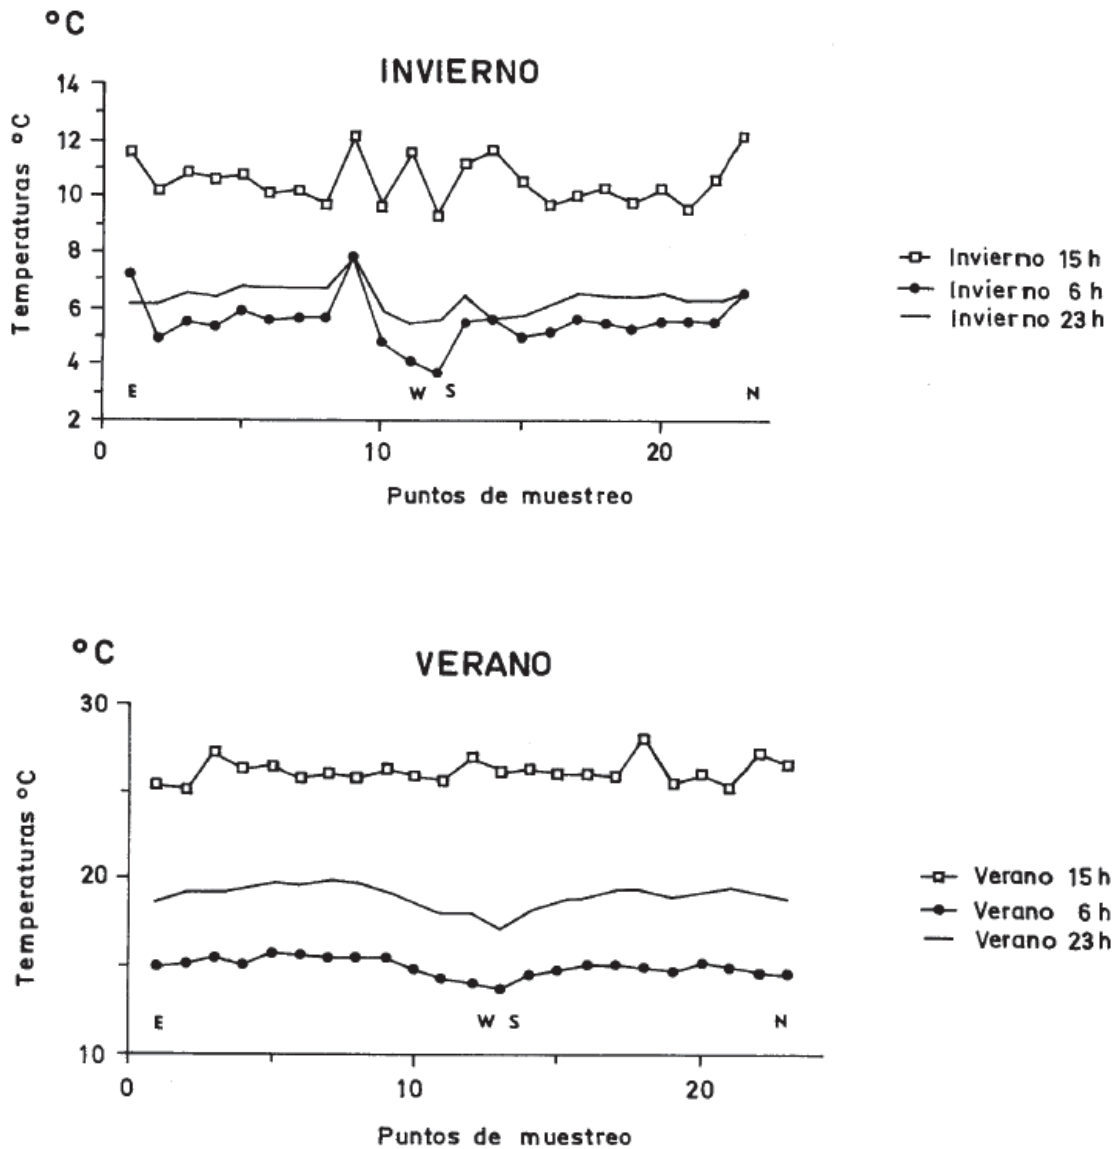 °C
INVIERNO
Temperaturas °C
14
12
10
8
6
4
2
E
W
S
N
0
10
20
Puntos de muestreo
Invierno 15 h
Invierno 6 h
Invierno 23 h
°C
VERANO
Temperaturas °C
30
20
10
E
W
S
N
0
10
20
Puntos de muestreo
Verano 15 h
Verano 6 h
Verano 23 h